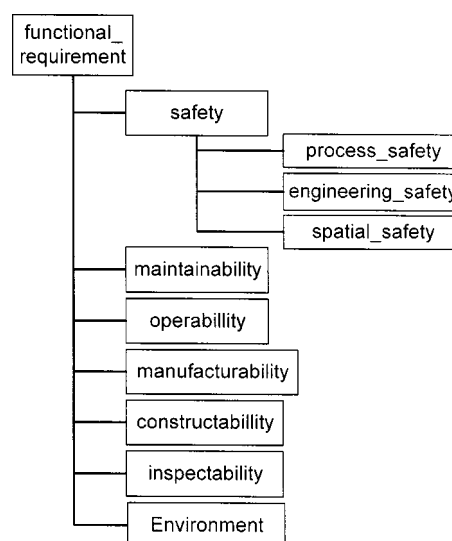 functional_
requirement
safety
process_safety
engineering_safety
spatial_safety
maintainability
operabillity
manufacturability
constructabillity
inspectability
Environment